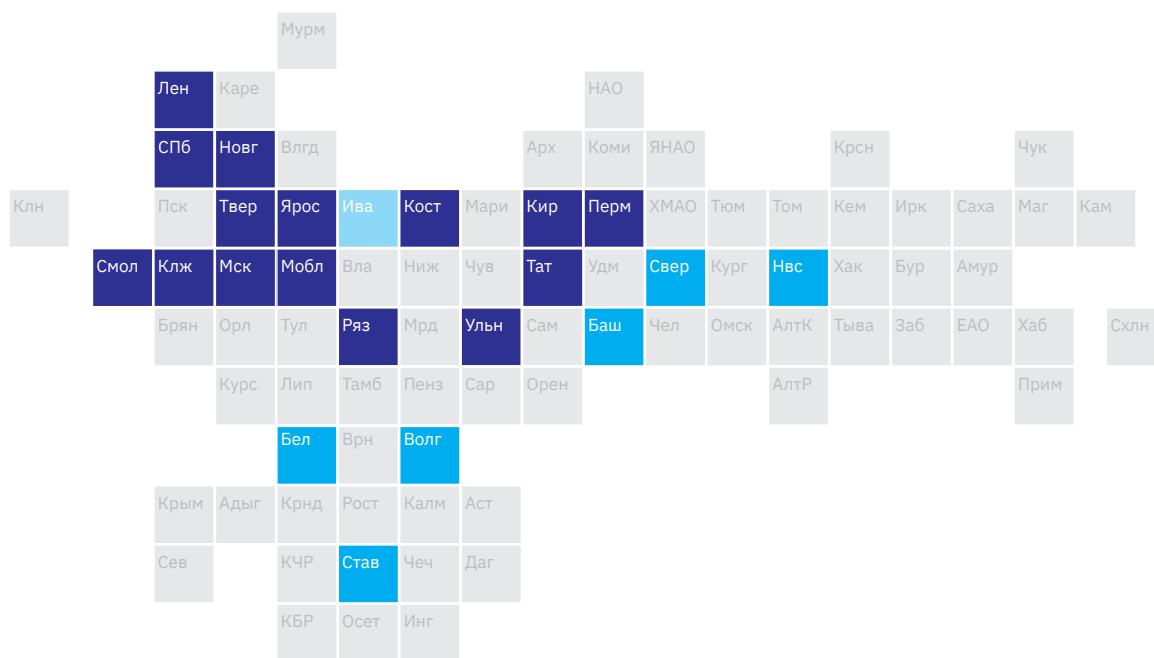 Мурм
Лен Каре НАО
СПб Новг Влгд Арх Коми ЯНАО Крсн Чук
Клн Пск Твер Ярос Ива Кост Мари Кир Перм ХМАО Тюм Том Кем Ирк Саха Маг Кам
Смол Клж Мск Мобл Вла Ниж Чув Тат Удм Свер Кург Нвс Хак Бур Амур
Брян Орл Тул Ряз Мрд Ульн Сам Баш Чел Омск АлтК Тыва Заб ЕАО Хаб Схлн
Курс Лип Тамб Пенз Сар Орен АлтР Прим
Бел Врн Волг
Крым Адыг Крнд Рост Калм Аст
Сев КЧР Став Чеч Даг
КБР Осет Инг